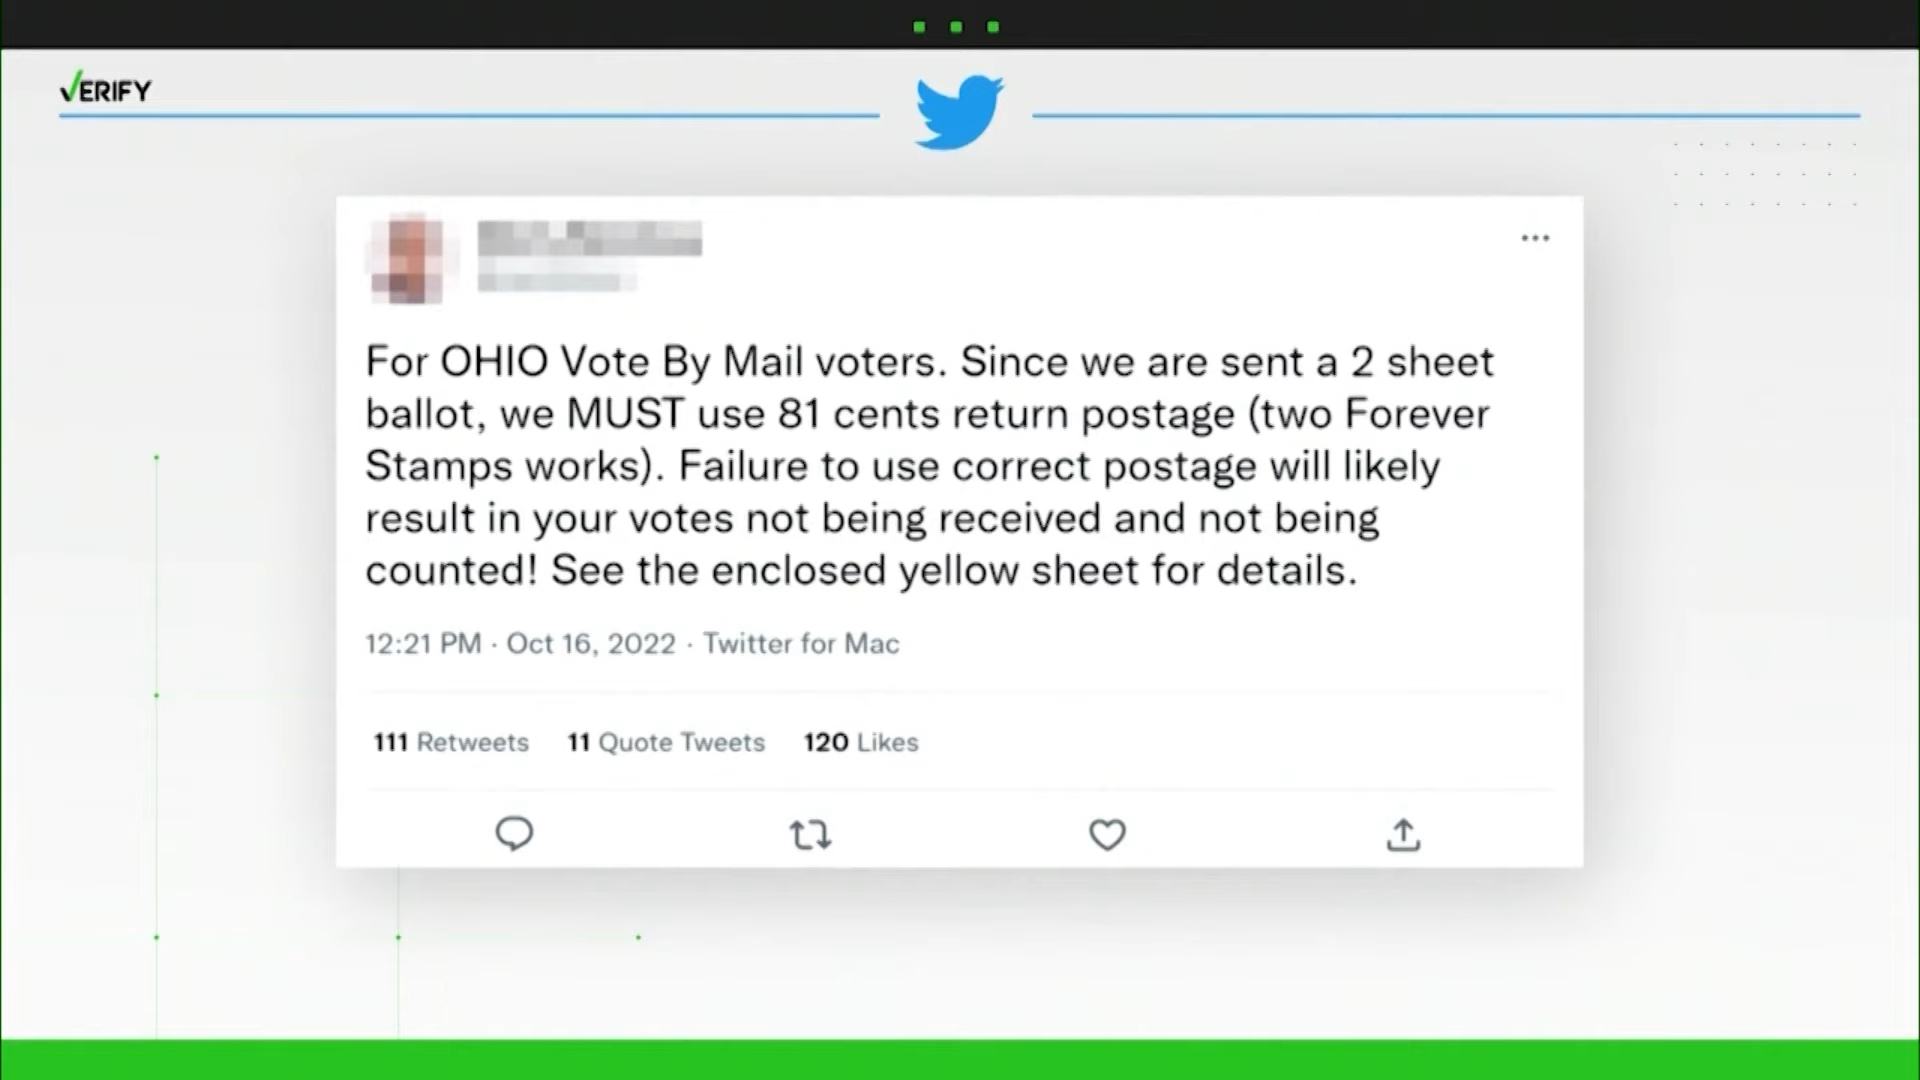 VERIFY
For OHIO Vote By Mail voters. Since we are sent a 2 sheet
ballot, we MUST use 81 cents return postage (two Forever
Stamps works). Failure to use correct postage will likely
result in your votes not being received and not being
counted! See the enclosed yellow sheet for details.
12:21 PM · Oct 16, 2022 · Twitter for Mac
111 Retweets 11 Quote Tweets 120 Likes